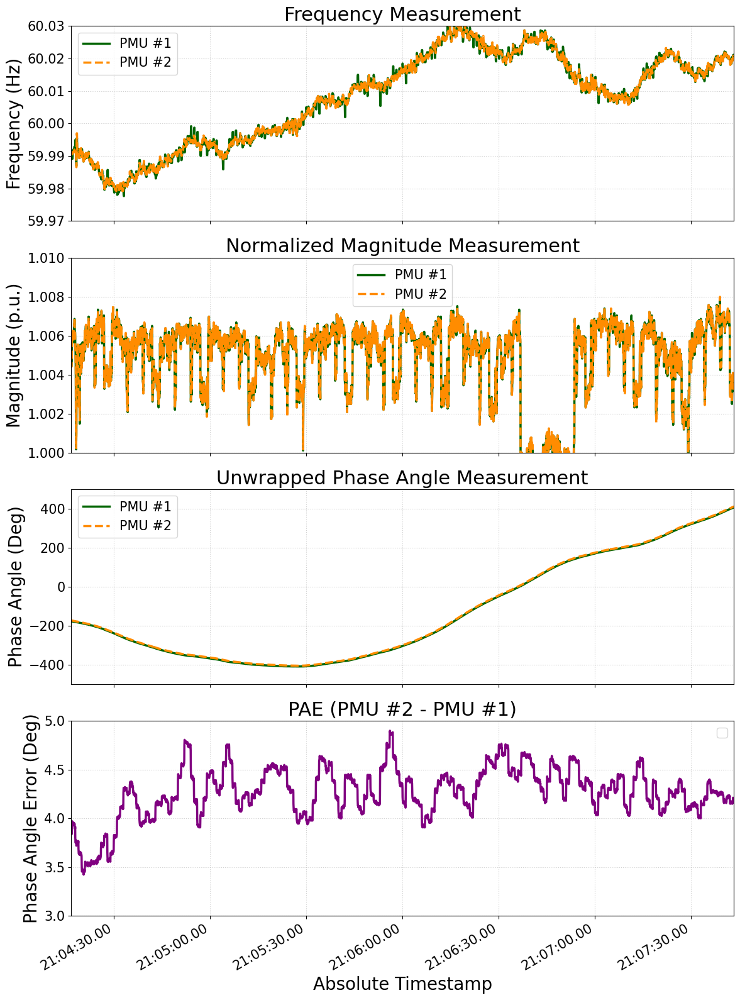 Frequency Measurement
60.03
60.02
60.01
60.00
59.99
59.98
59.97
Frequency (Hz)
PMU #1
PMU #2
Normalized Magnitude Measurement
1.010
1.008
1.006
1.004
1.002
1.000
Magnitude (p.u.)
PMU #1
PMU #2
Unwrapped Phase Angle Measurement
400
200
0
−200
−400
Phase Angle (Deg)
PMU #1
PMU #2
PAE (PMU #2 - PMU #1)
5.0
4.5
4.0
3.5
3.0
Phase Angle Error (Deg)
21:04:30.00
21:05:00.00
21:05:30.00
21:06:00.00
21:06:30.00
21:07:00.00
21:07:30.00
Absolute Timestamp